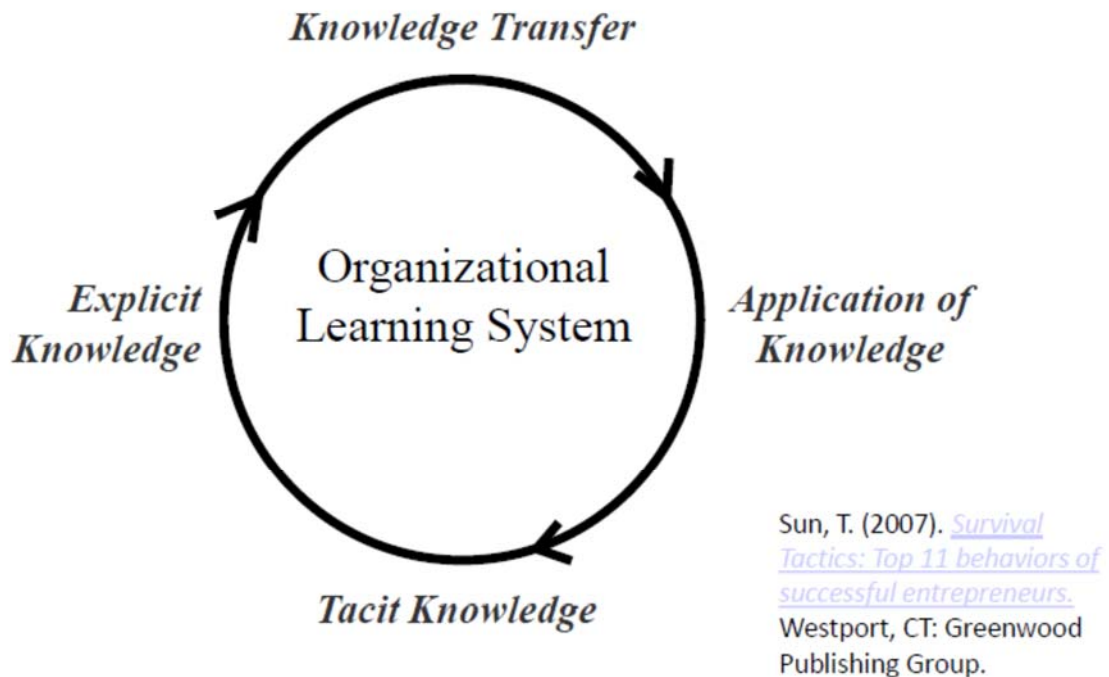 Knowledge Transfer
Organizational
Learning System
Explicit
Knowledge
Application of
Knowledge
Tacit Knowledge
Sun, T. (2007). Survival
Tactics: Top 11 behaviors of
successful entrepreneurs.
Westport, CT: Greenwood
Publishing Group.